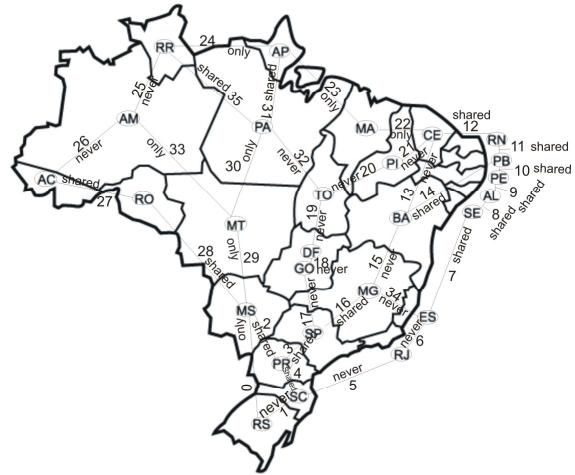 RR
24
only
AP
25
never
shared 35
shared
31
23
only
AM
26
never
only 33
PA
only
30
32
never
MA
22
only
CE
shared
12
RN
11 shared
PB
10 shared
PE
9
AL
shared
8
shared
SE
AC
shared
27
RO
never 20
PI
never
never
13
14
shared
BA
TO
19
never
MT
only
29
28
shared
DF
GO
18
never
never
15
never
MG
34
never
16
shared
shared
7
ES
never
6
RJ
MS
only
2
shared
17
SP
3
shared
PR
4
SC
never
5
0
never
1
RS